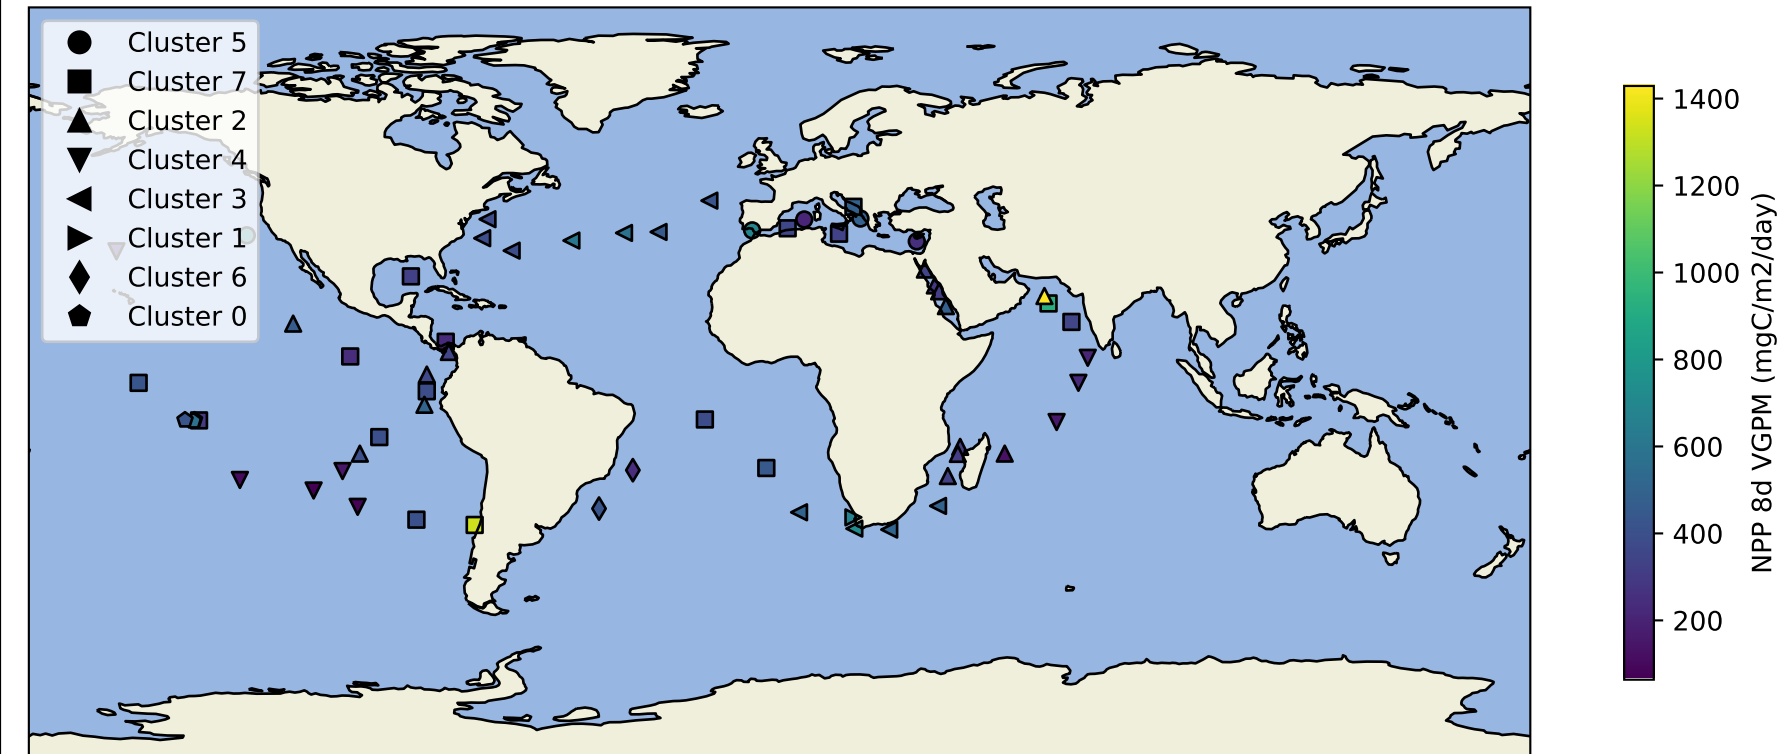 Cluster 5
Cluster 7
Cluster 2
Cluster 4
Cluster 3
Cluster 1
Cluster 6
Cluster 0
1400
1200
1000
800
600
400
200
NPP 8d VGPM (mgC/m2/day)